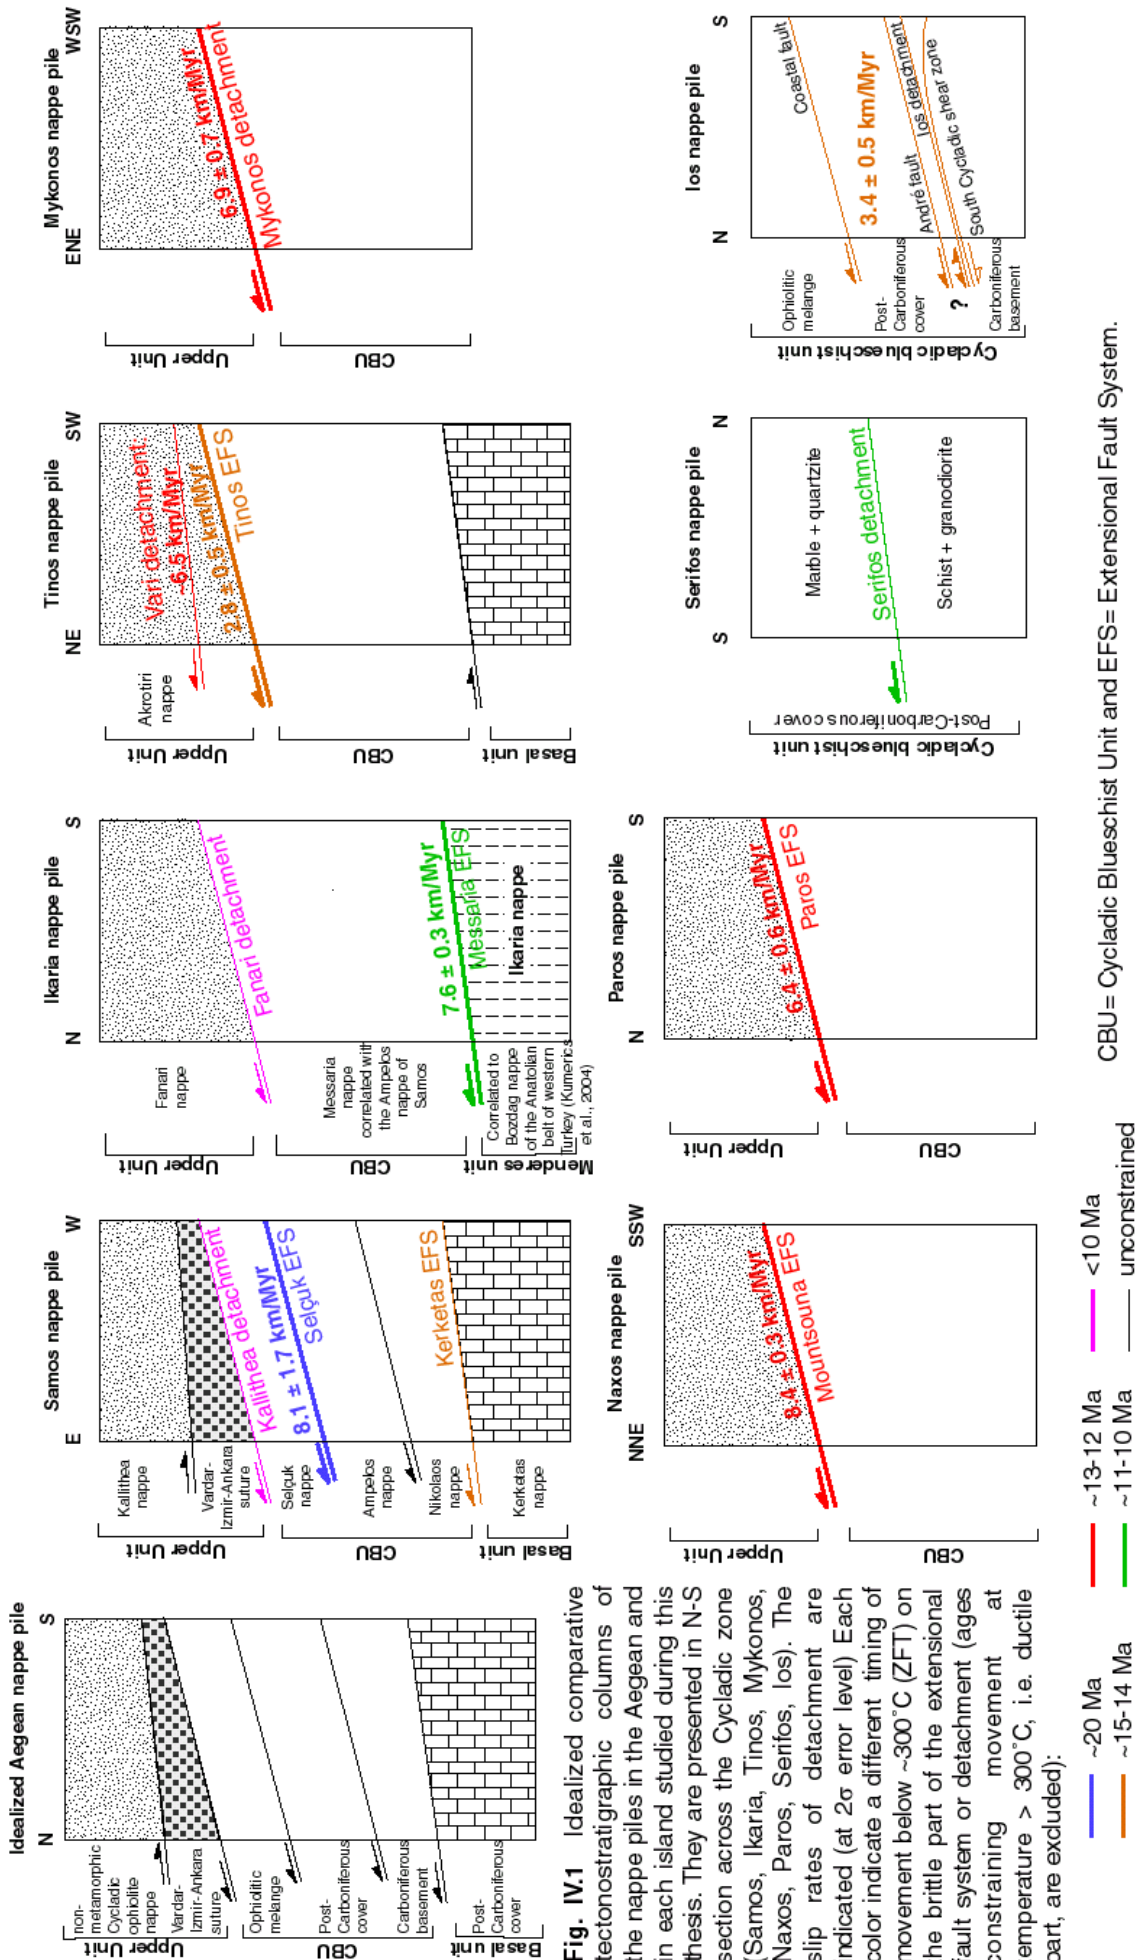 Idealized Aegean nappe pile
N
S
non-
metamorphic
Cycladic
ophiolite
nappe
Vardar-
Izmir-Ankara
suture
Ophiolitic
melange
Post-
Carboniferous
cover
Carboniferous
basement
Post-
Carboniferous
cover
Upper Unit
CBU
Basal unit
Samos nappe pile
E
W
Kallithea
nappe
Vardar-
Izmir-Ankara
suture
Selçuk
nappe
Ampelos
nappe
Nikolaos
nappe
Kerketas
nappe
Upper Unit
CBU
Basal unit
Kallithea detachment
8.1 ± 1.7 km/Myr
Selçuk EFS
Kerketas EFS
Ikaria nappe pile
N
S
Fanari
nappe
Messaria
nappe
correlated with
the Ampelos
nappe of
Samos
Correlated to
Bozdag nappe
of the Anatolian
belt of western
Turkey (Kumerics
et al., 2004)
Upper Unit
CBU
Menderes unit
Fanari detachment
7.6 ± 0.3 km/Myr
Messaria EFS
Ikaria nappe
Tinos nappe pile
NE
SW
Akrotiri
nappe
Upper Unit
CBU
Basal unit
Vari detachment:
~6.5 km/Myr
2.8 ± 0.5 km/Myr
Tinos EFS
Mykonos nappe pile
ENE
WSW
Upper Unit
CBU
6.9 ± 0.7 km/Myr
Mykonos detachment
Fig. IV.1 Idealized comparative
tectonostratigraphic columns of
the nappe piles in the Aegean and
in each island studied during this
thesis. They are presented in N-S
section across the Cycladic zone
(Samos, Ikaria, Tinos, Mykonos,
Naxos, Paros, Serifos, Ios). The
slip rates of detachment are
indicated (at 2σ error level) Each
color indicate a different timing of
movement below ~300˚C (ZFT) on
the brittle part of the extensional
fault system or detachment (ages
constraining movement at
temperature > 300˚C, i.e. ductile
part, are excluded):
Naxos nappe pile
NNE
SSW
Upper Unit
CBU
8.4 ± 0.3 km/Myr
Mountsouna EFS
Paros nappe pile
N
S
Upper Unit
CBU
6.4 ± 0.6 km/Myr
Paros EFS
Serifos nappe pile
S
N
Cycladic blueschist unit
Post-Carboniferous cover
Marble + quartzite
Serifos detachment
Schist + granodiorite
Ios nappe pile
N
S
Cycladic blueschist unit
Ophiolitic
melange
Post-
Carboniferous
cover
?
Carboniferous
basement
Coastal fault
3.4 ± 0.5 km/Myr
André fault
Ios detachment
South Cycladic shear zone
~20 Ma
~13-12 Ma
<10 Ma
~15-14 Ma
~11-10 Ma
unconstrained
CBU= Cycladic Blueschist Unit and EFS= Extensional Fault System.